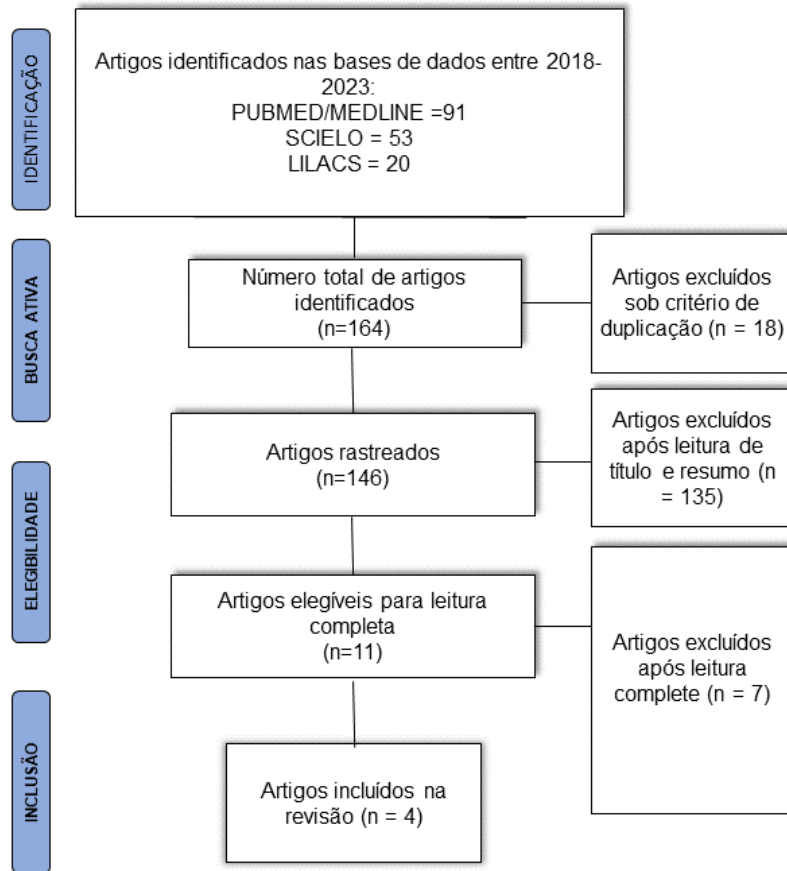 IDENTIFICAÇÃO
Artigos identificados nas bases de dados entre 2018-
2023:
PUBMED/MEDLINE =91
SCIELO = 53
LILACS = 20
BUSCA ATIVA
Número total de artigos
identificados
(n=164)
Artigos excluídos
sob critério de
duplicação (n = 18)
Artigos rastreados
(n=146)
Artigos excluídos
após leitura de
título e resumo (n
= 135)
ELEGIBILIDADE
Artigos elegíveis para leitura
completa
(n=11)
Artigos excluídos
após leitura
complete (n = 7)
INCLUSÃO
Artigos incluídos na
revisão (n = 4)